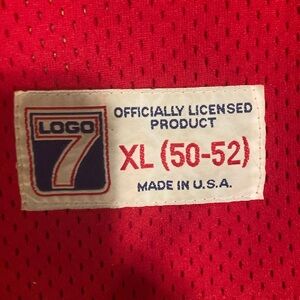 LOGO
7
OFFICIALLY LICENSED
PRODUCT
XL (50-52)
MADE IN U.S.A.